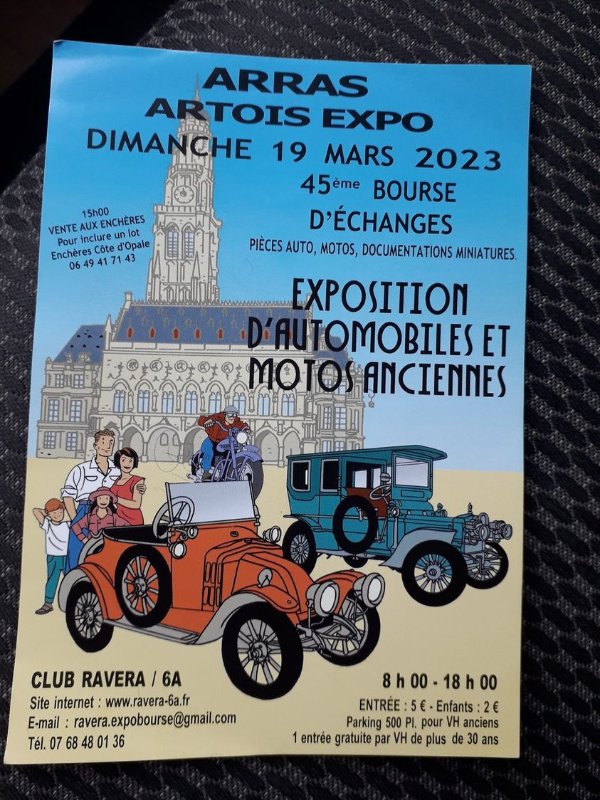 ARRAS
ARTOIS EXPO
DIMANCHE 19 MARS 2023
45ème BOURSE
D'ÉCHANGES
PIÈCES AUTO, MOTOS, DOCUMENTATIONS MINIATURES.
15h00
VENTE AUX ENCHÈRES
Pour inclure un lot
Enchères Côte d'Opale
06 49 41 71 43
EXPOSITION
D'AUTOMOBILES ET
MOTOS ANCIENNES
CLUB RAVERA / 6A
Site internet : www.ravera-6a.fr
E-mail : ravera.expobourse@gmail.com
Tél. 07 68 48 01 36
8 h 00 - 18 h 00
ENTRÉE : 5 € - Enfants : 2 €
Parking 500 Pl. pour VH anciens
1 entrée gratuite par VH de plus de 30 ans